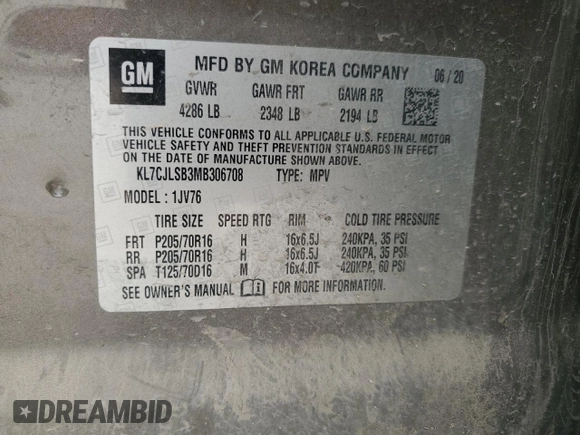 GM
MFD BY GM KOREA COMPANY 06 / 20
GVWR GAWR FRT GAWR RR
4286 LB 2348 LB 2194 LB
THIS VEHICLE CONFORMS TO ALL APPLICABLE U.S. FEDERAL MOTOR
VEHICLE SAFETY AND THEFT PREVENTION STANDARDS IN EFFECT
ON THE DATE OF MANUFACTURE SHOWN ABOVE.
KL7CJLSB3MB306708 TYPE: MPV
MODEL: 1JV76
TIRE SIZE SPEED RTG RIM COLD TIRE PRESSURE
FRT P205/70R16 H 16x6.5J 240KPA, 35 PSI
RR P205/70R16 H 16x6.5J 240KPA, 35 PSI
SPA T125/70D16 M 16x4.0T 420KPA, 60 PSI
SEE OWNER'S MANUAL i FOR MORE INFORMATION.
DREAMBID